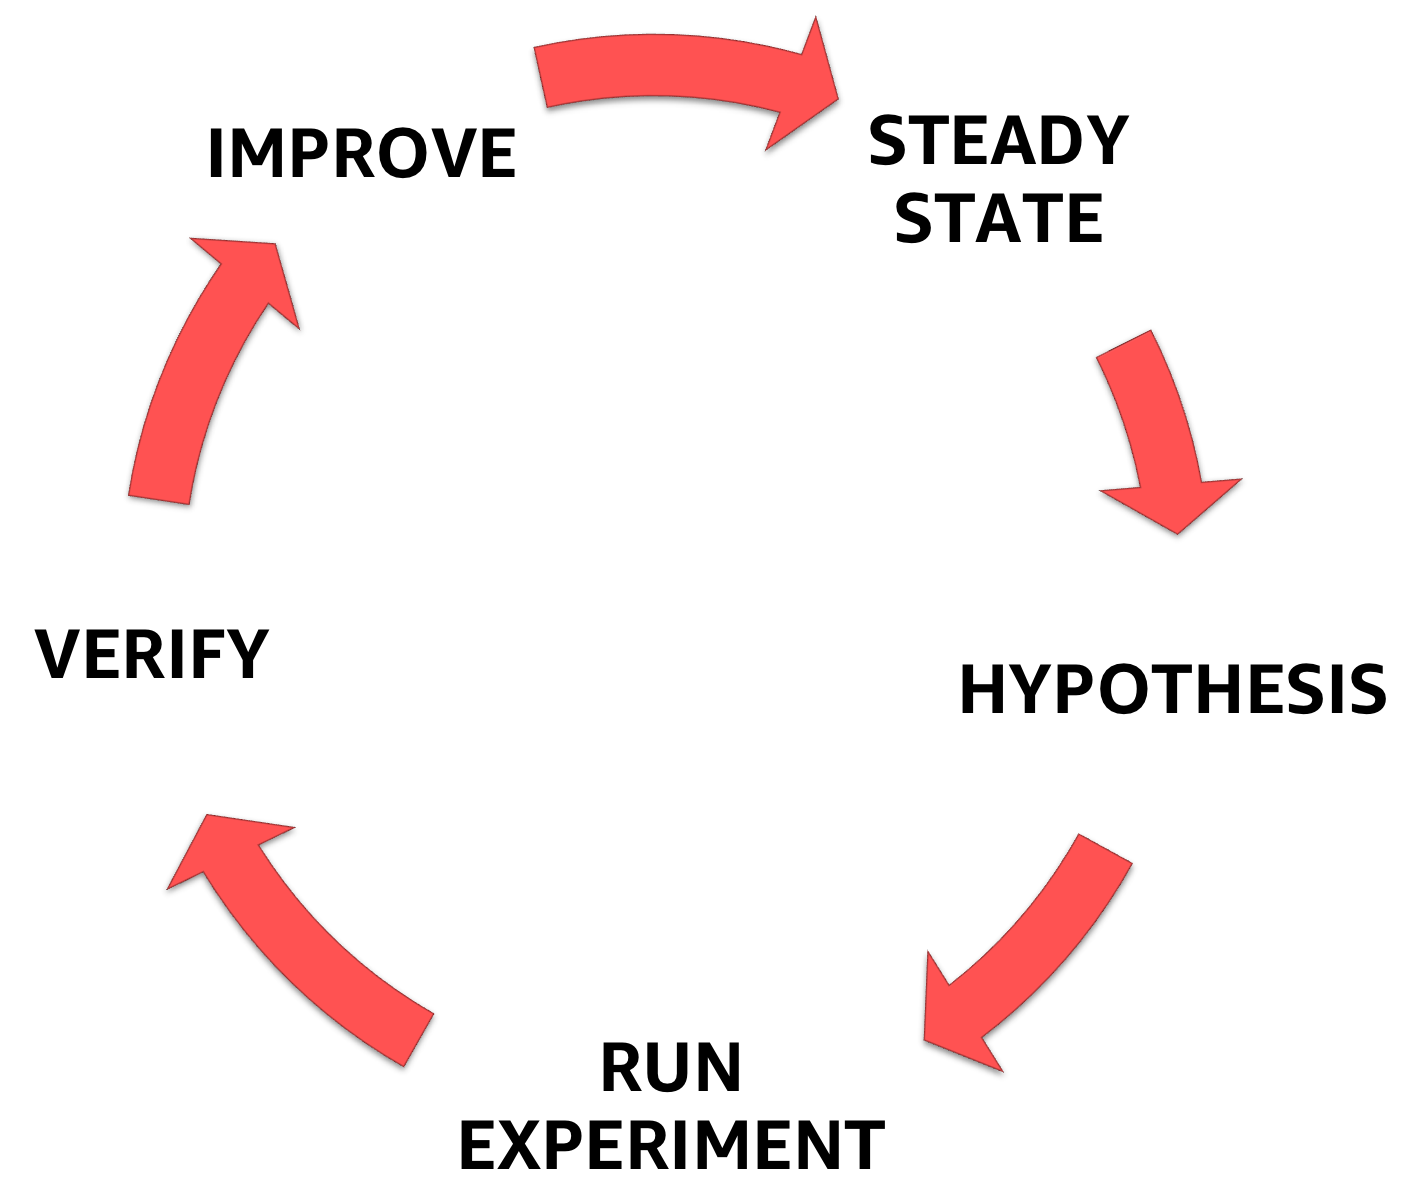 IMPROVE
STEADY
STATE
HYPOTHESIS
RUN
EXPERIMENT
VERIFY